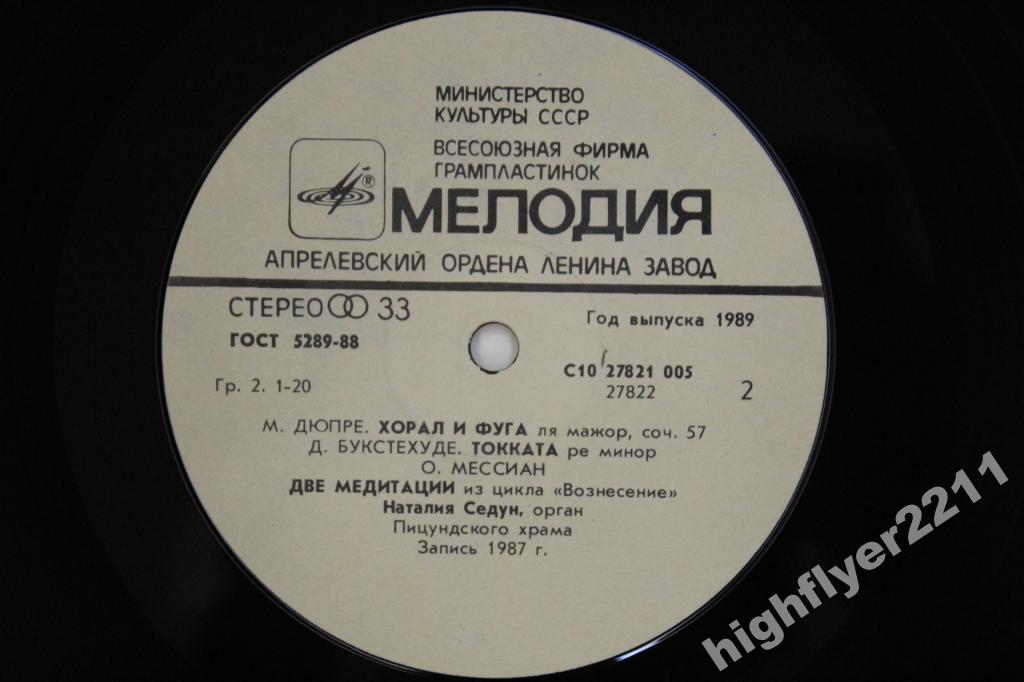 МИНИСТЕРСТВО
КУЛЬТУРЫ СССР
ВСЕСОЮЗНАЯ ФИРМА
ГРАМПЛАСТИНОК
®
МЕЛОДИЯ
АПРЕЛЕВСКИЙ ОРДЕНА ЛЕНИНА ЗАВОД
СТЕРЕО 33
Год выпуска 1989
ГОСТ 5289-88
С10 27821 005
Гр. 2. 1-20
27822
2
М. ДЮПРЕ. ХОРАЛ И ФУГА ля мажор, соч. 57
Д. БУКСТЕХУДЕ. ТОККАТА ре минор
О. МЕССИАН
ДВЕ МЕДИТАЦИИ из цикла «Вознесение»
Наталия Седун, орган
Пицундского храма
Запись 1987 г.
highflyer2211